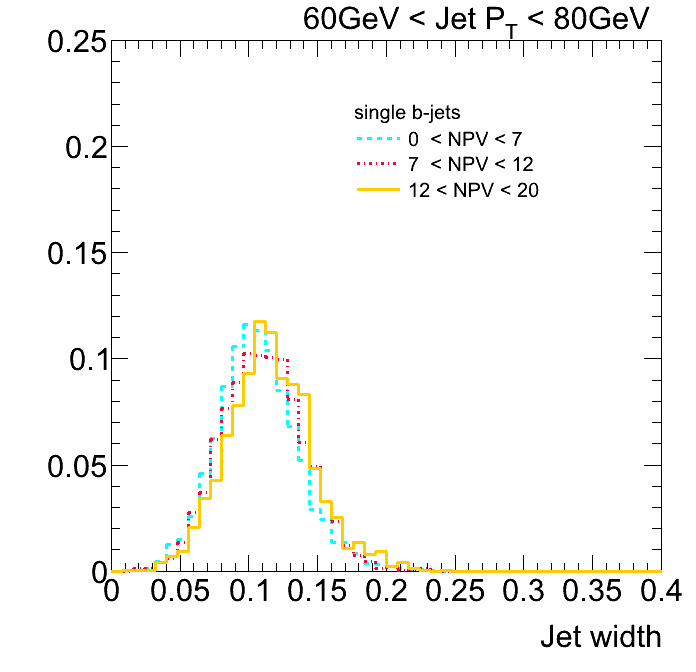 60GeV < Jet P_T < 80GeV
0.25
0.2
0.15
0.1
0.05
0
single b-jets
0 < NPV < 7
7 < NPV < 12
12 < NPV < 20
0 0.05 0.1 0.15 0.2 0.25 0.3 0.35 0.4
Jet width